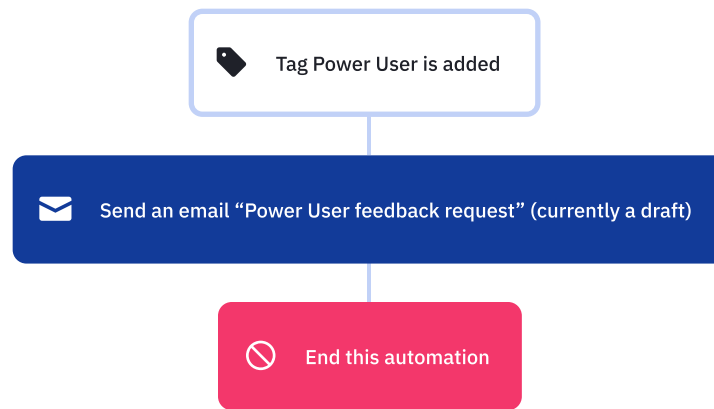 Tag Power User is added
Send an email “Power User feedback request” (currently a draft)
End this automation